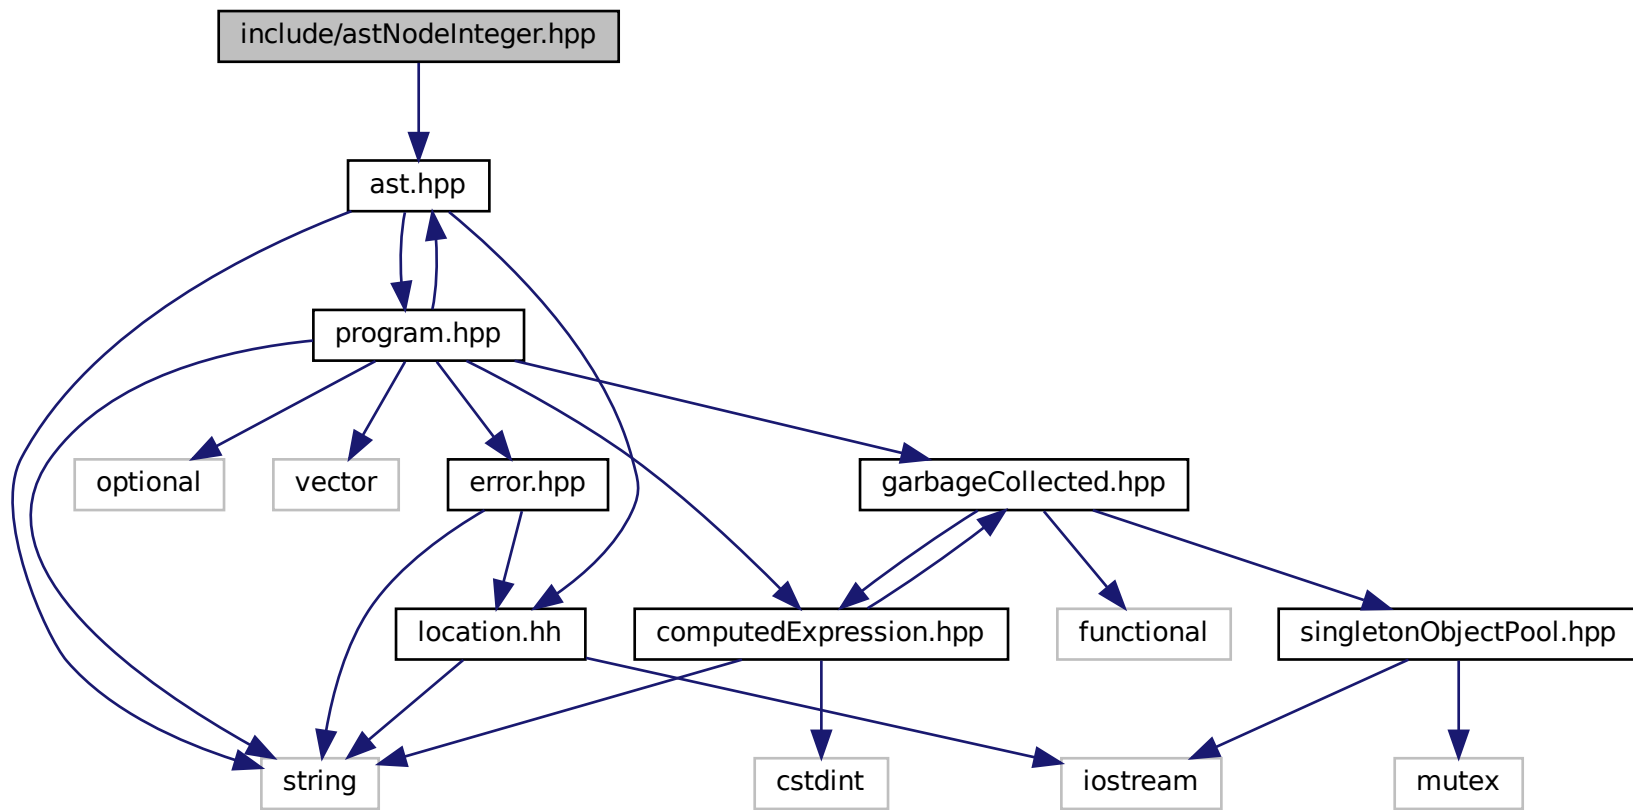 include/astNodeInteger.hpp
ast.hpp
program.hpp
optional
vector
error.hpp
garbageCollected.hpp
location.hh
computedExpression.hpp
functional
singletonObjectPool.hpp
string
cstdint
iostream
mutex